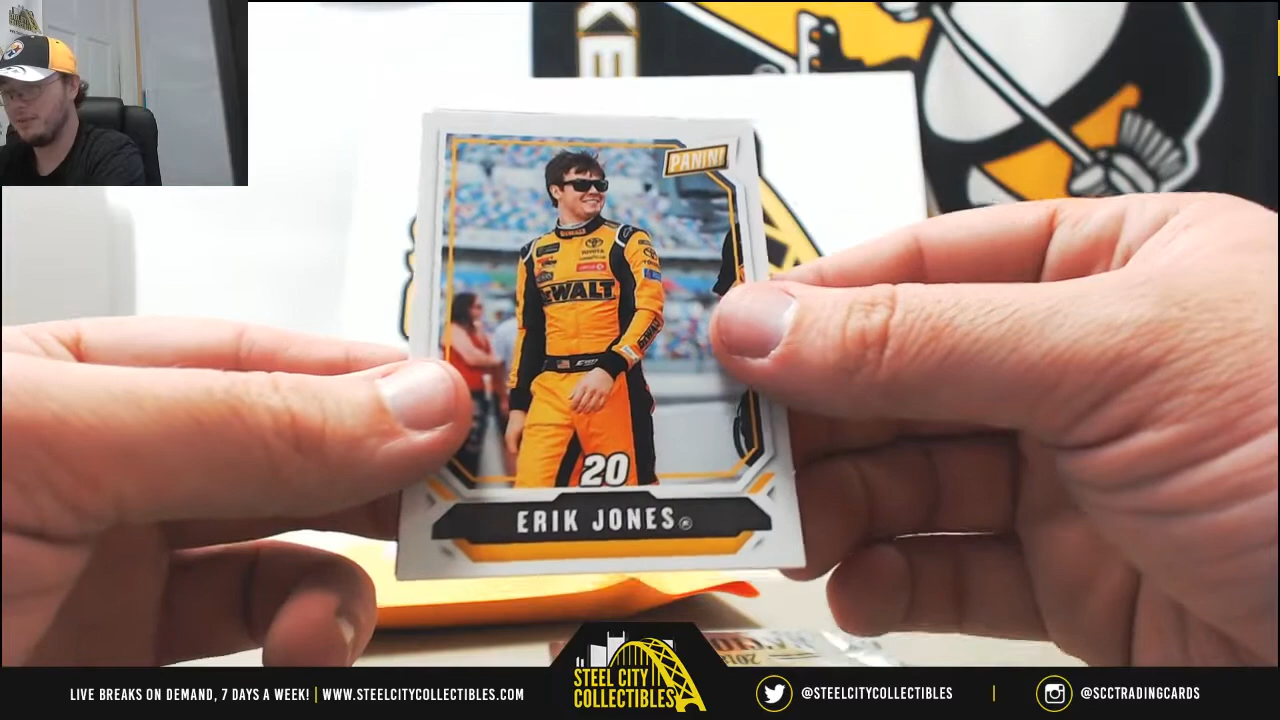 PANINI
TOYOTA
DEWALT
20
ERIK JONES
LIVE BREAKS ON DEMAND, 7 DAYS A WEEK! | WWW.STEELCITYCOLLECTIBLES.COM
STEEL CITY
COLLECTIBLES
@STEELCITYCOLLECTIBLES
|
@SCCTRADINGCARDS